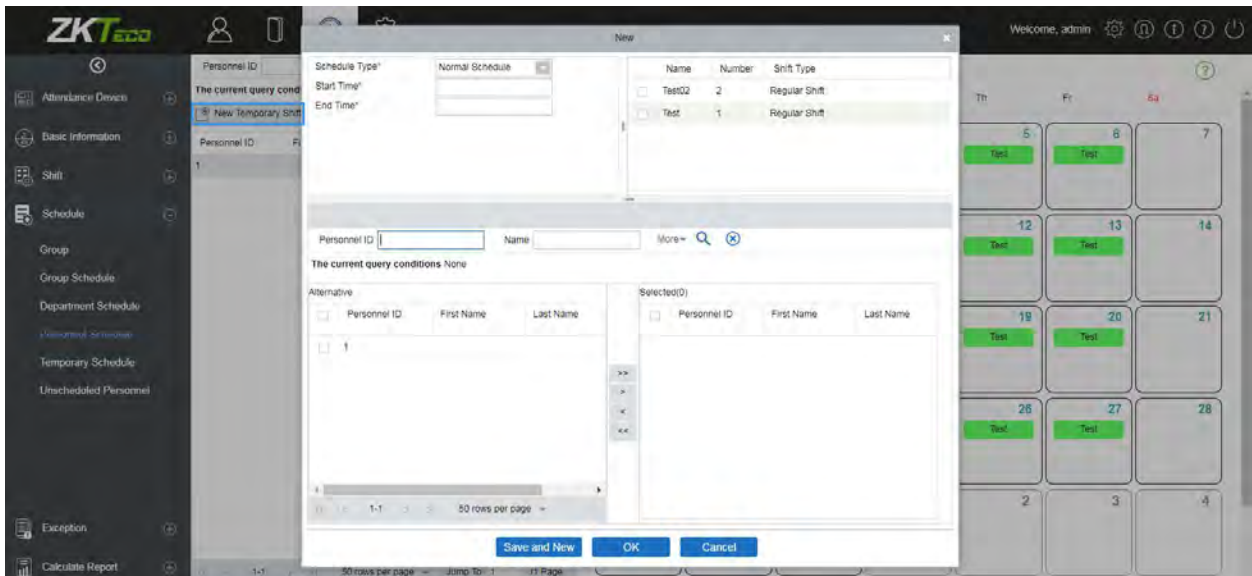 ZKTeco
Welcome, admin
Attendance Device
Basic Information
Shift
Schedule
Group
Group Schedule
Department Schedule
Personnel Schedule
Temporary Schedule
Unscheduled Personnel
Exception
Calculate Report
Personnel ID
The current query cond
New Temporary Shift
Personnel ID Fi
1
1-1 50 rows per page Jump To 1 /1 Page
New
Schedule Type* Normal Schedule
Start Time*
End Time*
Name Number Shift Type
Test02 2 Regular Shift
Test 1 Regular Shift
Personnel ID Name More
The current query conditions None
Alternative
Personnel ID First Name Last Name
1
>>
>
<
<<
1-1 50 rows per page
Selected(0)
Personnel ID First Name Last Name
Save and New OK Cancel
Th Fr Sa
5 6 7
Test Test
12 13 14
Test Test
19 20 21
Test Test
26 27 28
Test Test
2 3 4